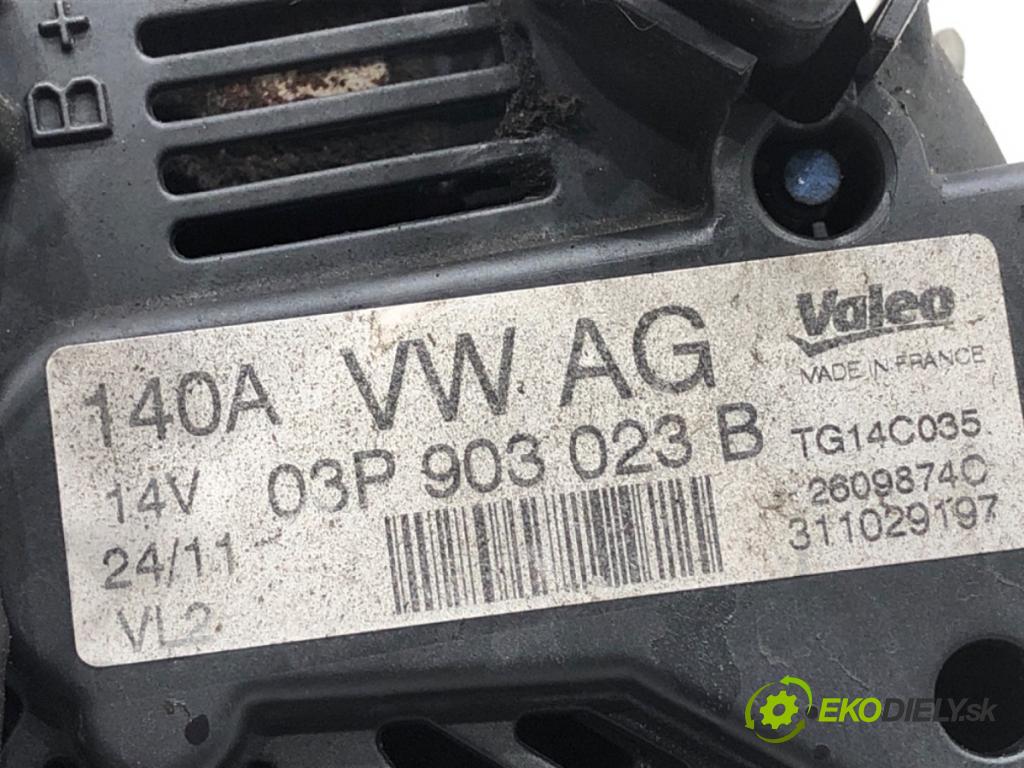 B+
Valeo
MADE IN FRANCE
140A VW AG
14V 03P 903 023 B
TG14C035
2609874C
311029197
24/11
VL2
EKODIELY.sk